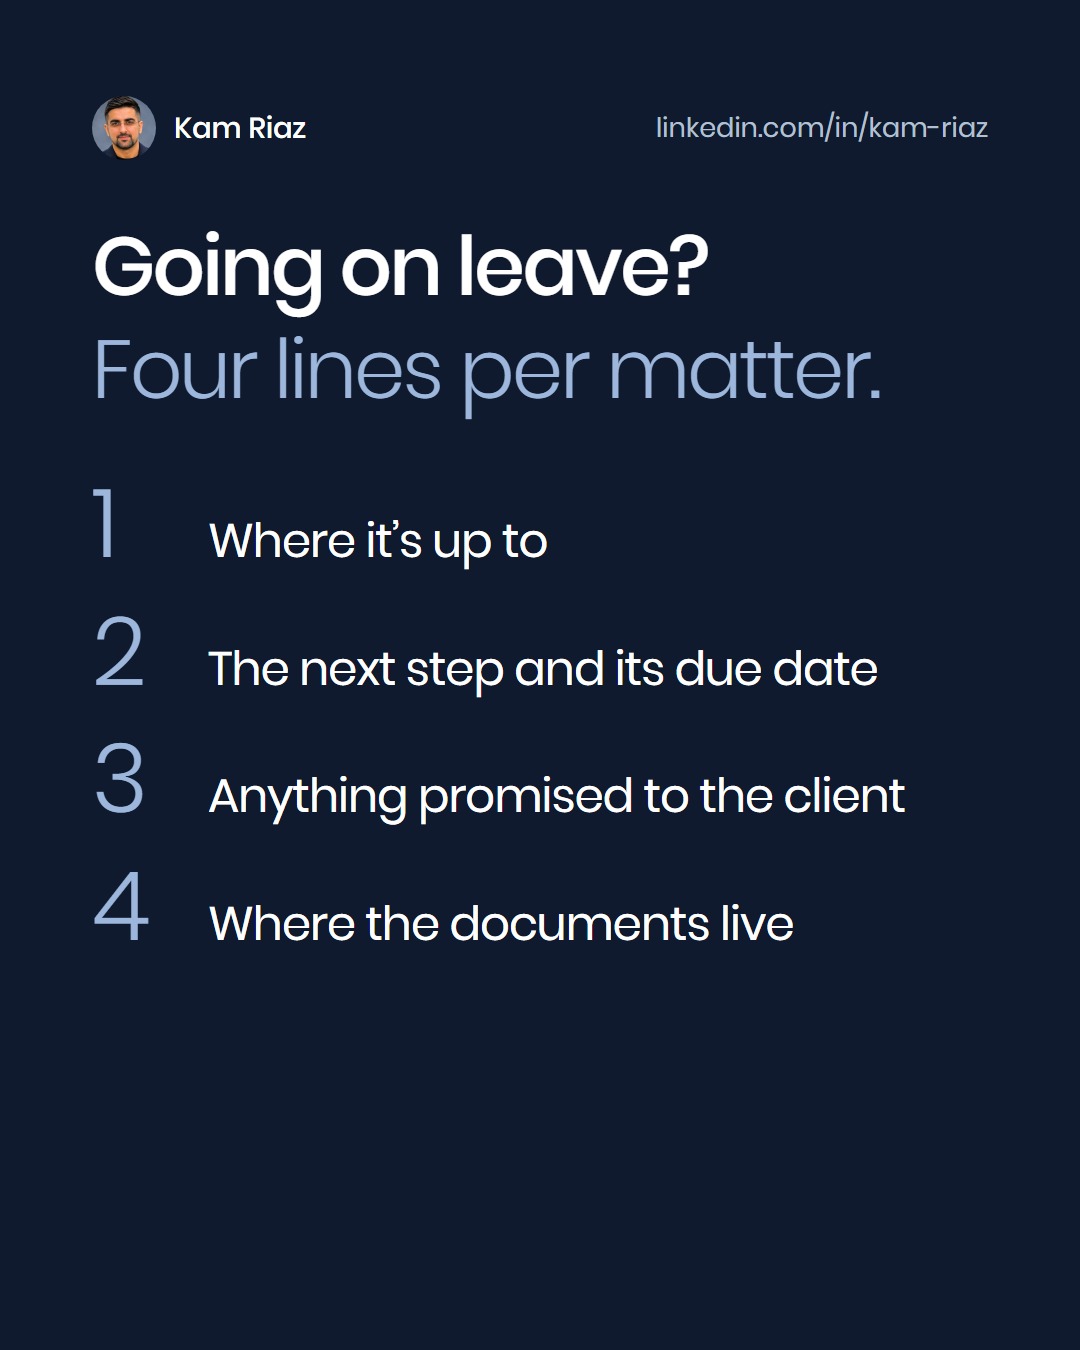 Kam Riaz
linkedin.com/in/kam-riaz
Going on leave?
Four lines per matter.
1 Where it’s up to
2 The next step and its due date
3 Anything promised to the client
4 Where the documents live